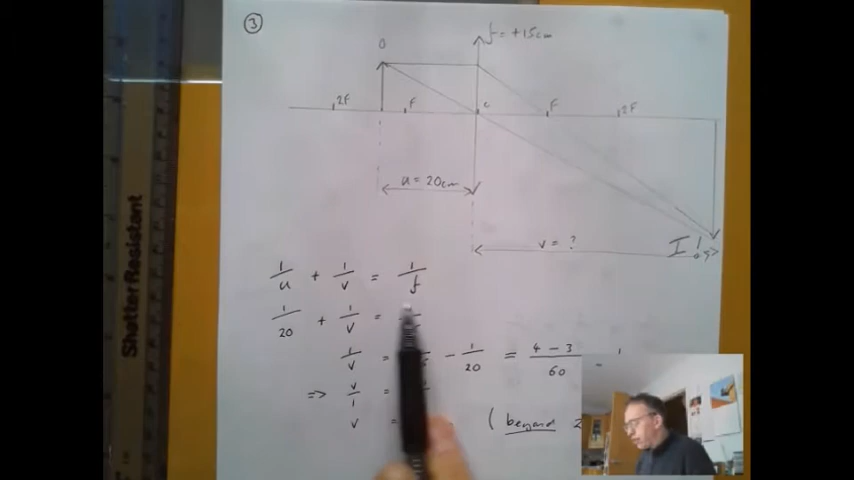 3
O
f = +15cm
2F F c F 2F
u = 20cm
v = ?
I
1/u + 1/v = 1/f
1/20 + 1/v =
1/v = - 1/20 = 4 - 3/60 =
=> v/1 =
v = ( beyond 2
Shatter Resistant